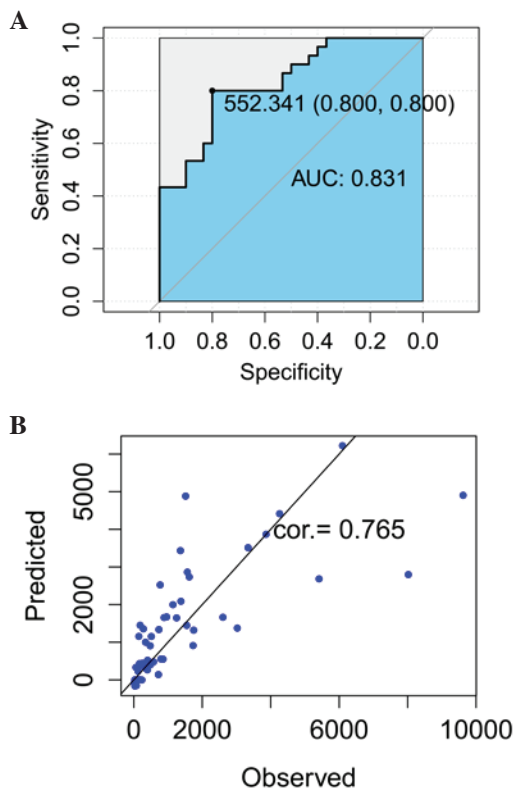 A
Sensitivity
1.0
0.8
0.6
0.4
0.2
0.0
552.341 (0.800, 0.800)
AUC: 0.831
1.0 0.8 0.6 0.4 0.2 0.0
Specificity
B
Predicted
5000
2000
0
cor.= 0.765
0 2000 6000 10000
Observed